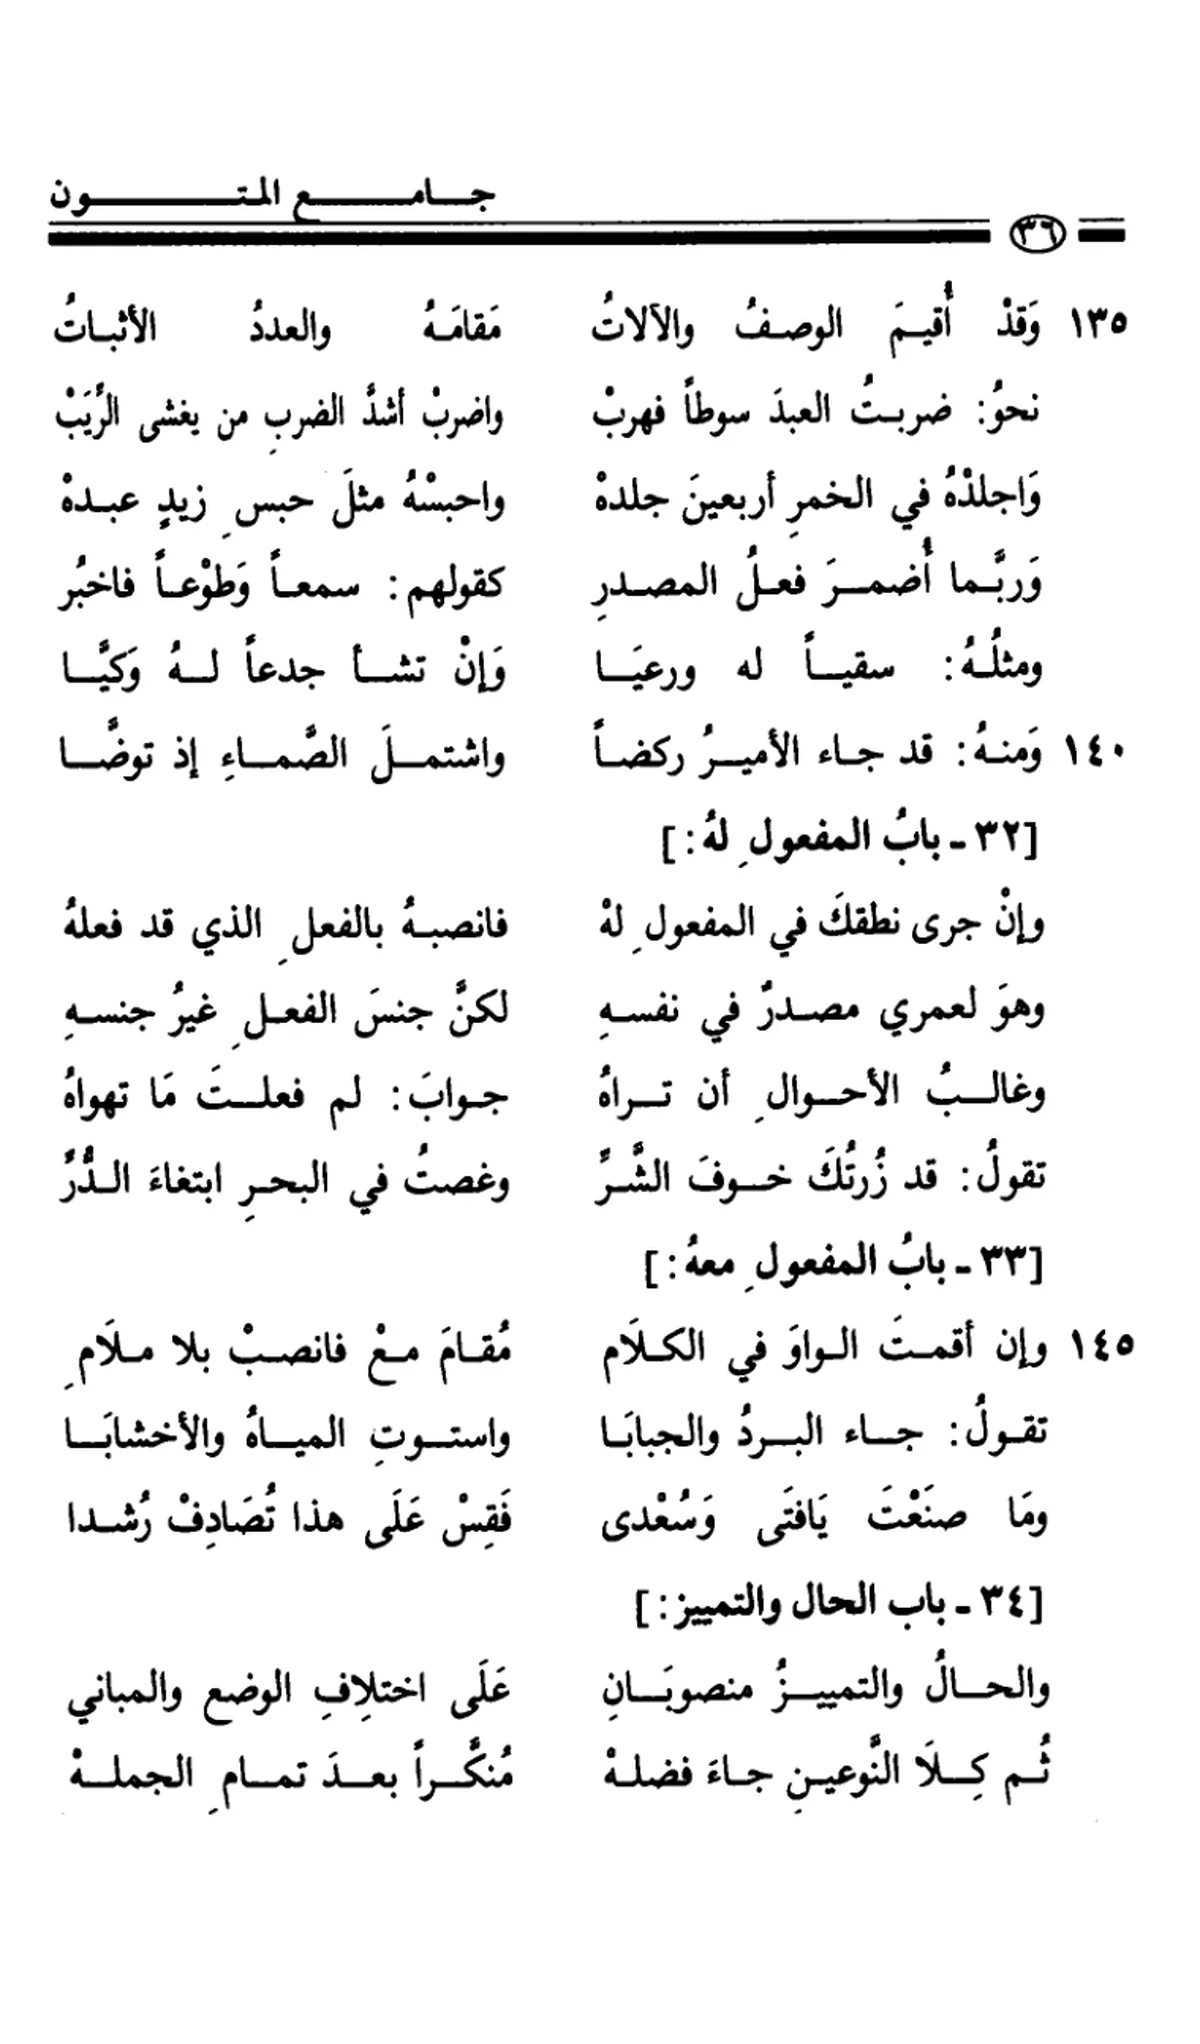 جامع المتون
٣٦
١٣٥ وَقَدْ أُقيمَ الوصفُ والآلاتُ مَقامَهُ والعددُ الأثباتُ
نحوُ: ضربتُ العبدَ سوطاً فهربْ واضربْ أشدَّ الضربِ من يغشى الرِّيَبْ
وَاجلدْهُ في الخمرِ أربعينَ جلدهْ واحبسْهُ مثلَ حبسِ زيدٍ عبدهْ
وَربَّما أُضمرَ فعلُ المصدرِ كقولهم: سمعاً وَطوْعاً فاخبُر
ومثلُهُ: سقياً له ورعيَا وَإنْ تشأ جدعاً لهُ وَكيَّا
١٤٠ وَمنهُ: قد جاء الأميرُ ركضاً واشتملَ الصَّماءِ إذ توضَّا
[٣٢ ـ بابُ المفعولِ لهُ:]
وإنْ جرى نطقكَ في المفعولِ لهْ فانصبهُ بالفعلِ الذي قد فعلهُ
وهوَ لعمري مصدرٌ في نفسهِ لكنَّ جنسَ الفعلِ غيرُ جنسهِ
وغالبُ الأحوالِ أن تراهُ جوابَ: لم فعلتَ مَا تهواهُ
تقولُ: قد زُرتُكَ خوفَ الشَّرِّ وغصتُ في البحرِ ابتغاءَ الدُّرِّ
[٣٣ ـ بابُ المفعولِ معهُ:]
١٤٥ وإن أقمتَ الواوَ في الكلَام مُقامَ معْ فانصبْ بلا ملَامِ
تقولُ: جاء البردُ والجبابَا واستوتِ المياهُ والأخشابَا
ومَا صنَعْتَ يَافتَى وَسُعْدى فَقِسْ عَلَى هذا تُصَادِفْ رُشدا
[٣٤ ـ باب الحال والتمييز:]
والحالُ والتمييزُ منصوبَانِ عَلَى اختلِافِ الوضع والمباني
ثُم كِلَا النَّوعينِ جاءَ فضلهْ مُنكَّراً بعدَ تمامِ الجملهْ